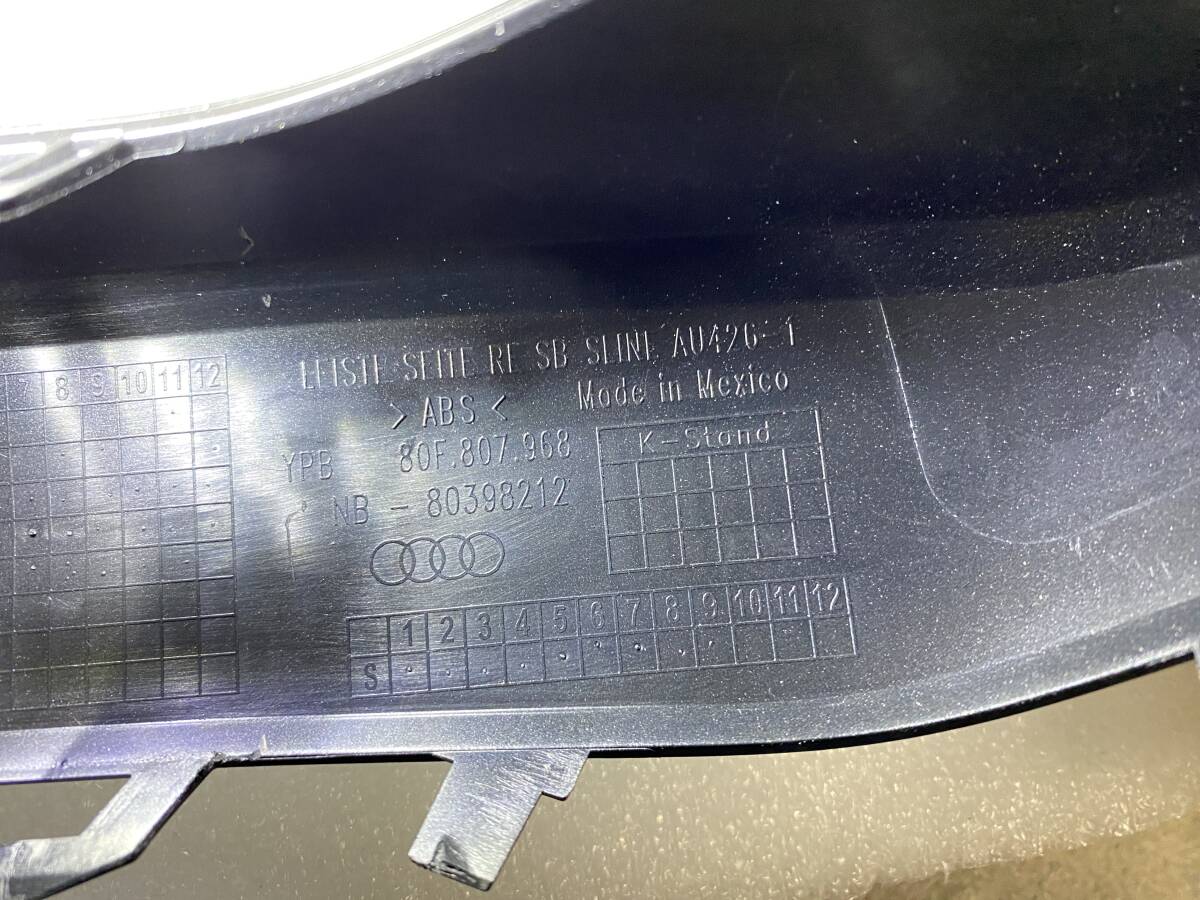 LEISTE SEITE RE SB SLINE AU426-1
> ABS < Made in Mexico
YPB 80F.807.968
NB - 80398212
K-Stand
7 8 9 10 11 12
1 2 3 4 5 6 7 8 9 10 11 12
S